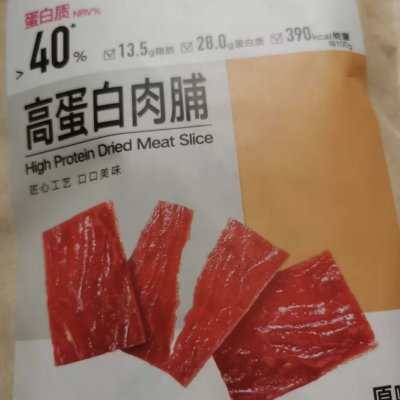 蛋白质 NRV%
>40*%
13.5g脂肪 28.0g蛋白质 390kcal能量
每100g
高蛋白肉脯
High Protein Dried Meat Slice
匠心工艺 口口美味
原味